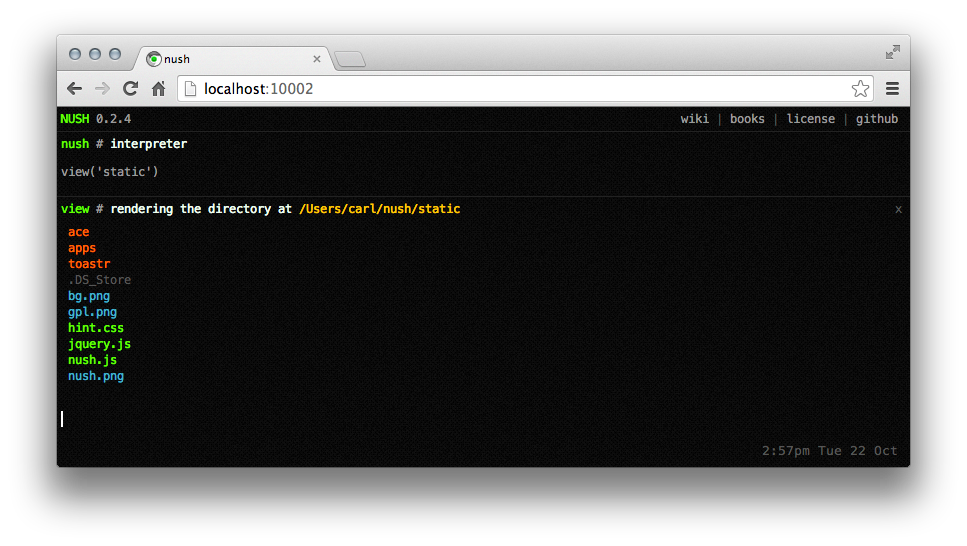 nush
localhost:10002
NUSH 0.2.4 wiki | books | license | github
nush # interpreter
view('static')
view # rendering the directory at /Users/carl/nush/static x
ace
apps
toastr
.DS_Store
bg.png
gpl.png
hint.css
jquery.js
nush.js
nush.png
2:57pm Tue 22 Oct